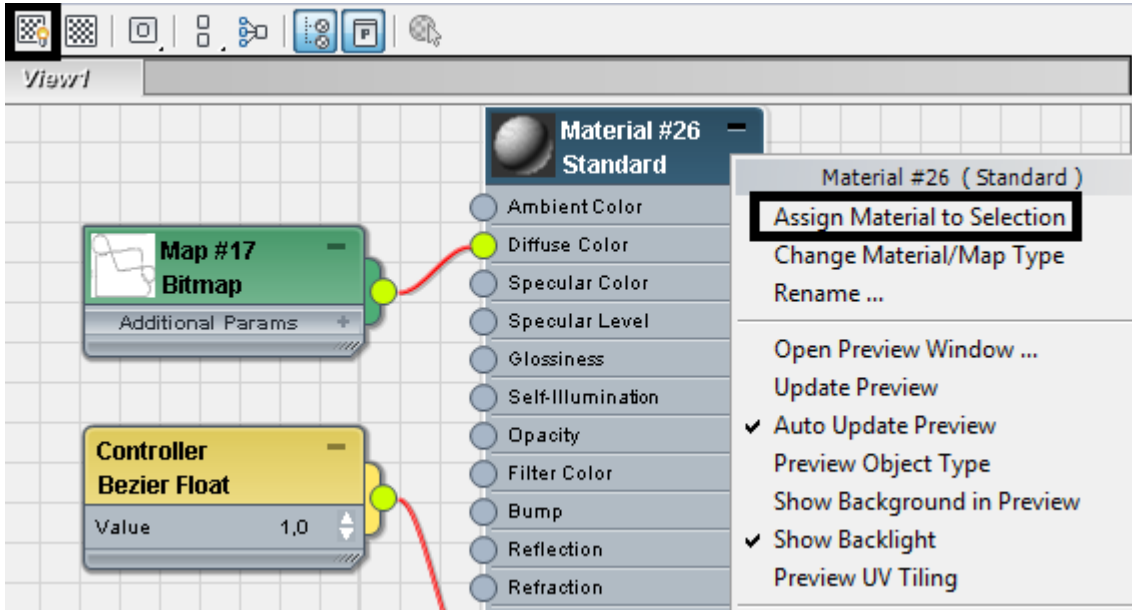 P
View1
Material #26
Standard
Ambient Color
Diffuse Color
Specular Color
Specular Level
Glossiness
Self-Illumination
Opacity
Filter Color
Bump
Reflection
Refraction
Map #17
Bitmap
Additional Params +
Controller
Bezier Float
Value 1,0
Material #26 ( Standard )
Assign Material to Selection
Change Material/Map Type
Rename ...
Open Preview Window ...
Update Preview
Auto Update Preview
Preview Object Type
Show Background in Preview
Show Backlight
Preview UV Tiling